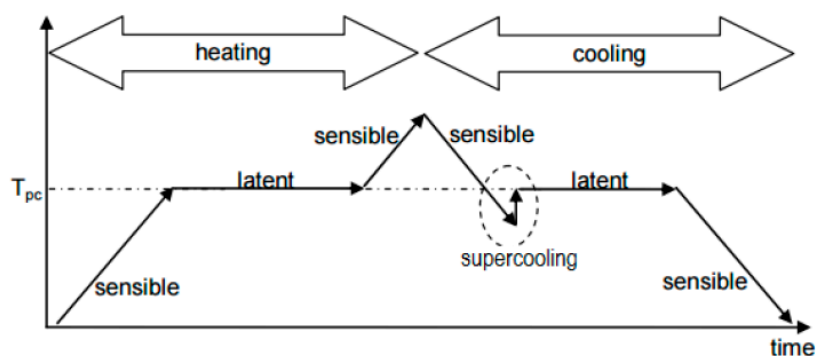 heating
cooling
sensible
sensible
T_pc
latent
latent
supercooling
sensible
sensible
time